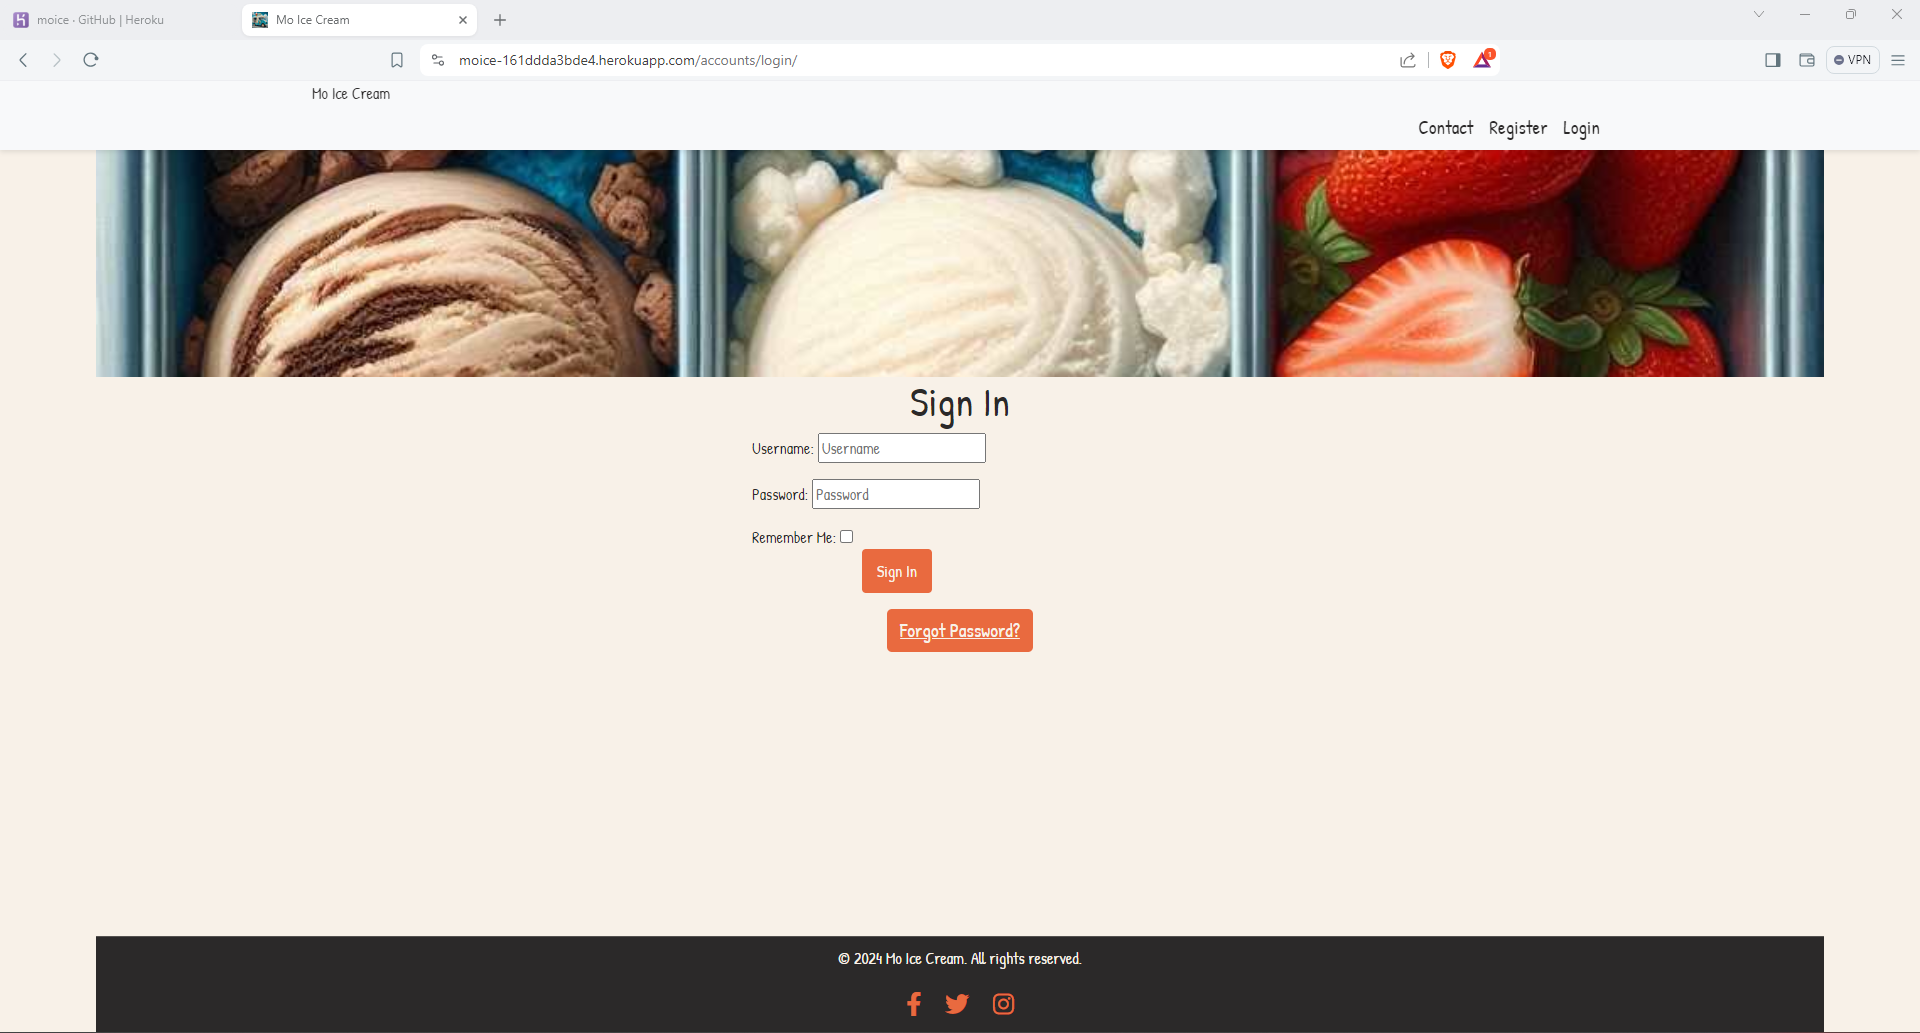 moice · GitHub | Heroku
Mo Ice Cream
moice-161ddda3bde4.herokuapp.com/accounts/login/
1
VPN
Mo Ice Cream
Contact Register Login
Sign In
Username: Username
Password: Password
Remember Me:
Sign In
Forgot Password?
© 2024 Mo Ice Cream. All rights reserved.